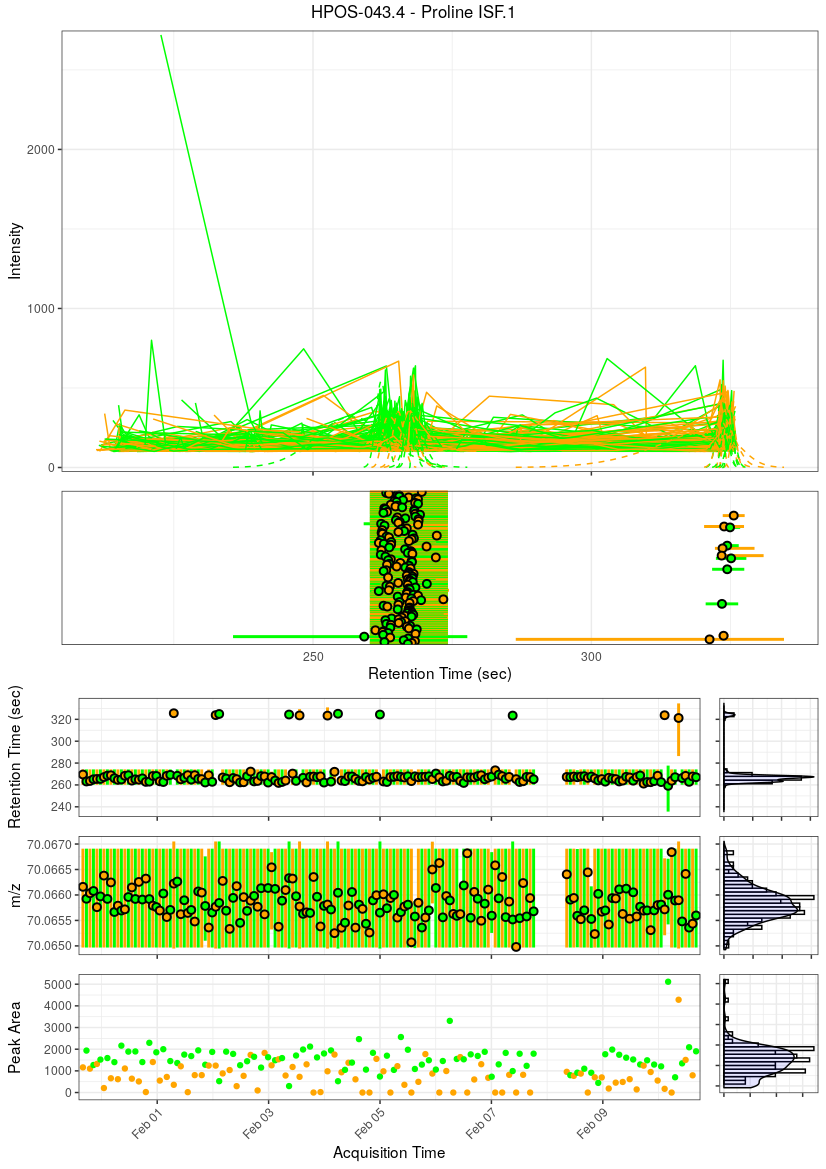 HPOS-043.4 - Proline ISF.1
Intensity
2000
1000
0
250
300
Retention Time (sec)
Retention Time (sec)
320
300
280
260
240
m/z
70.0670
70.0665
70.0660
70.0655
70.0650
Peak Area
5000
4000
3000
2000
1000
0
Feb 01
Feb 03
Feb 05
Feb 07
Feb 09
Acquisition Time